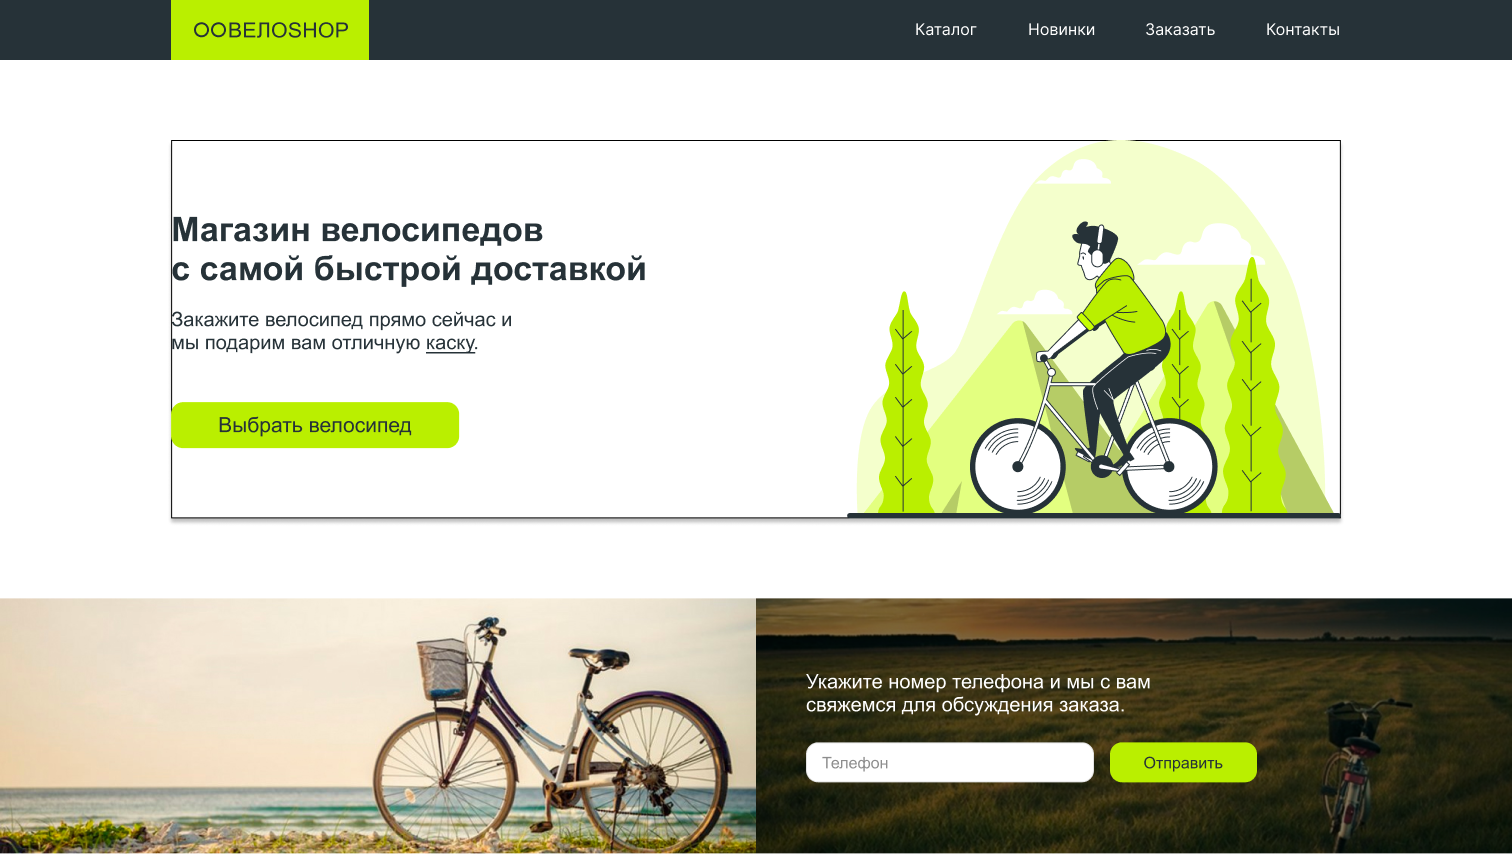 ООВЕЛОSHOP
Каталог
Новинки
Заказать
Контакты
Магазин велосипедов
с самой быстрой доставкой
Закажите велосипед прямо сейчас и
мы подарим вам отличную каску.
Выбрать велосипед
Укажите номер телефона и мы с вам
свяжемся для обсуждения заказа.
Телефон
Отправить